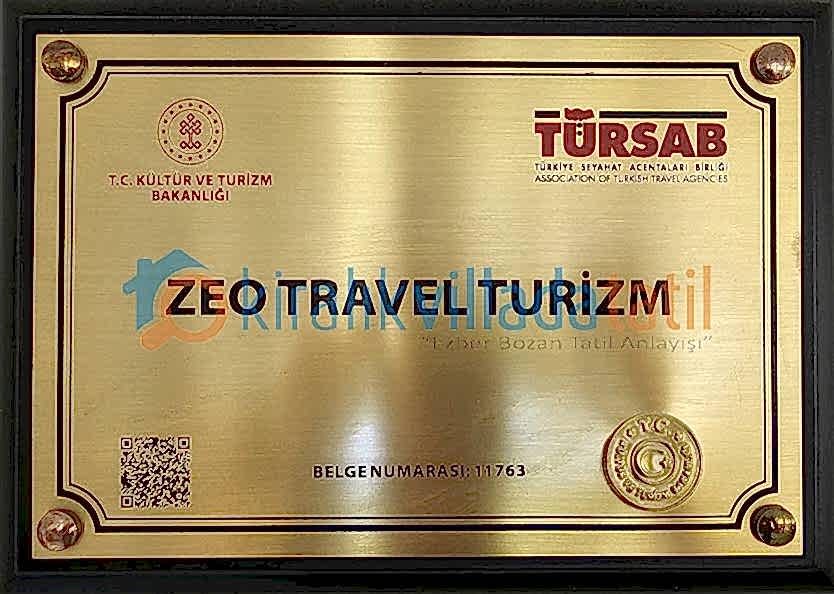 T.C. KÜLTÜR VE TURİZM
BAKANLIĞI
TÜRSAB
TÜRKİYE SEYAHAT ACENTALARI BİRLİĞİ
ASSOCIATION OF TURKISH TRAVEL AGENCIES
ZEO TRAVEL TURİZM
kiralıkvilladatatil
"Ezber Bozan Tatil Anlayışı"
BELGE NUMARASI: 11763
T.C.